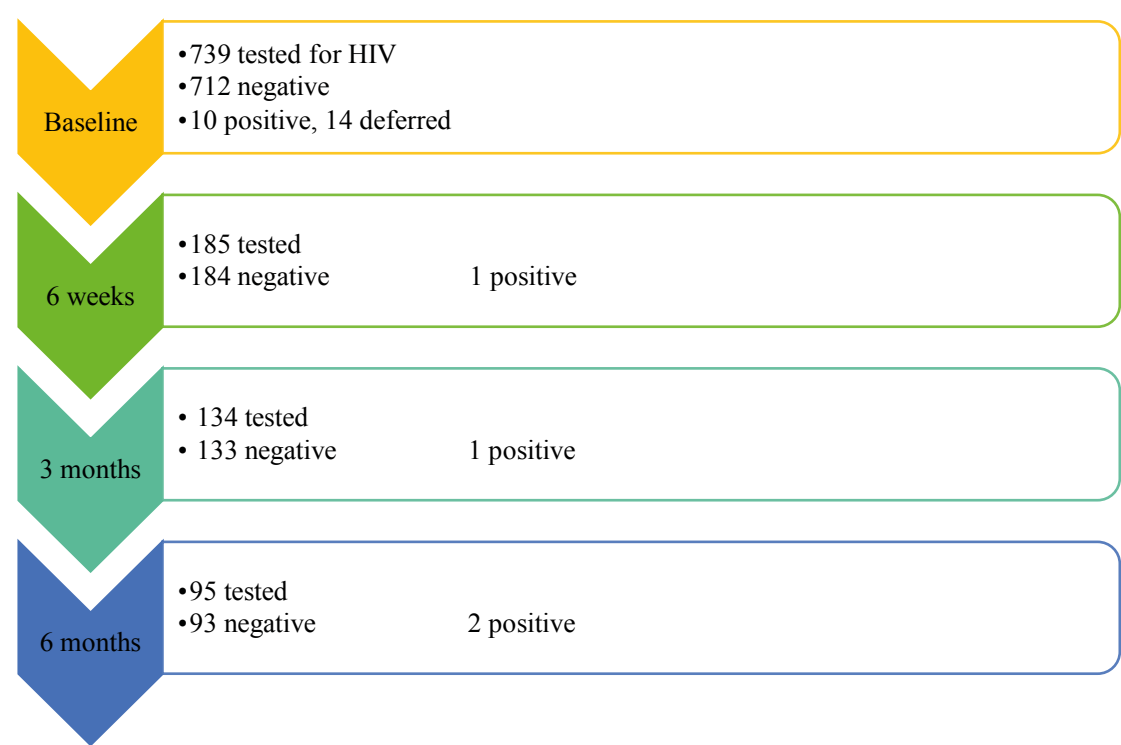 Baseline
•739 tested for HIV
•712 negative
•10 positive, 14 deferred
6 weeks
•185 tested
•184 negative 1 positive
3 months
• 134 tested
• 133 negative 1 positive
6 months
•95 tested
•93 negative 2 positive